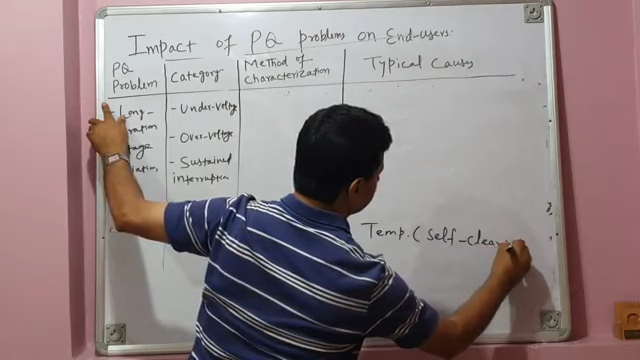 Impact of PQ problems on End-users:
PQ Problem
Category
Method of Characterization
Typical Causes
- Long-
- Under-voltage
- Over-voltage
- Sustained
interruption
Temp. ( Self-clea